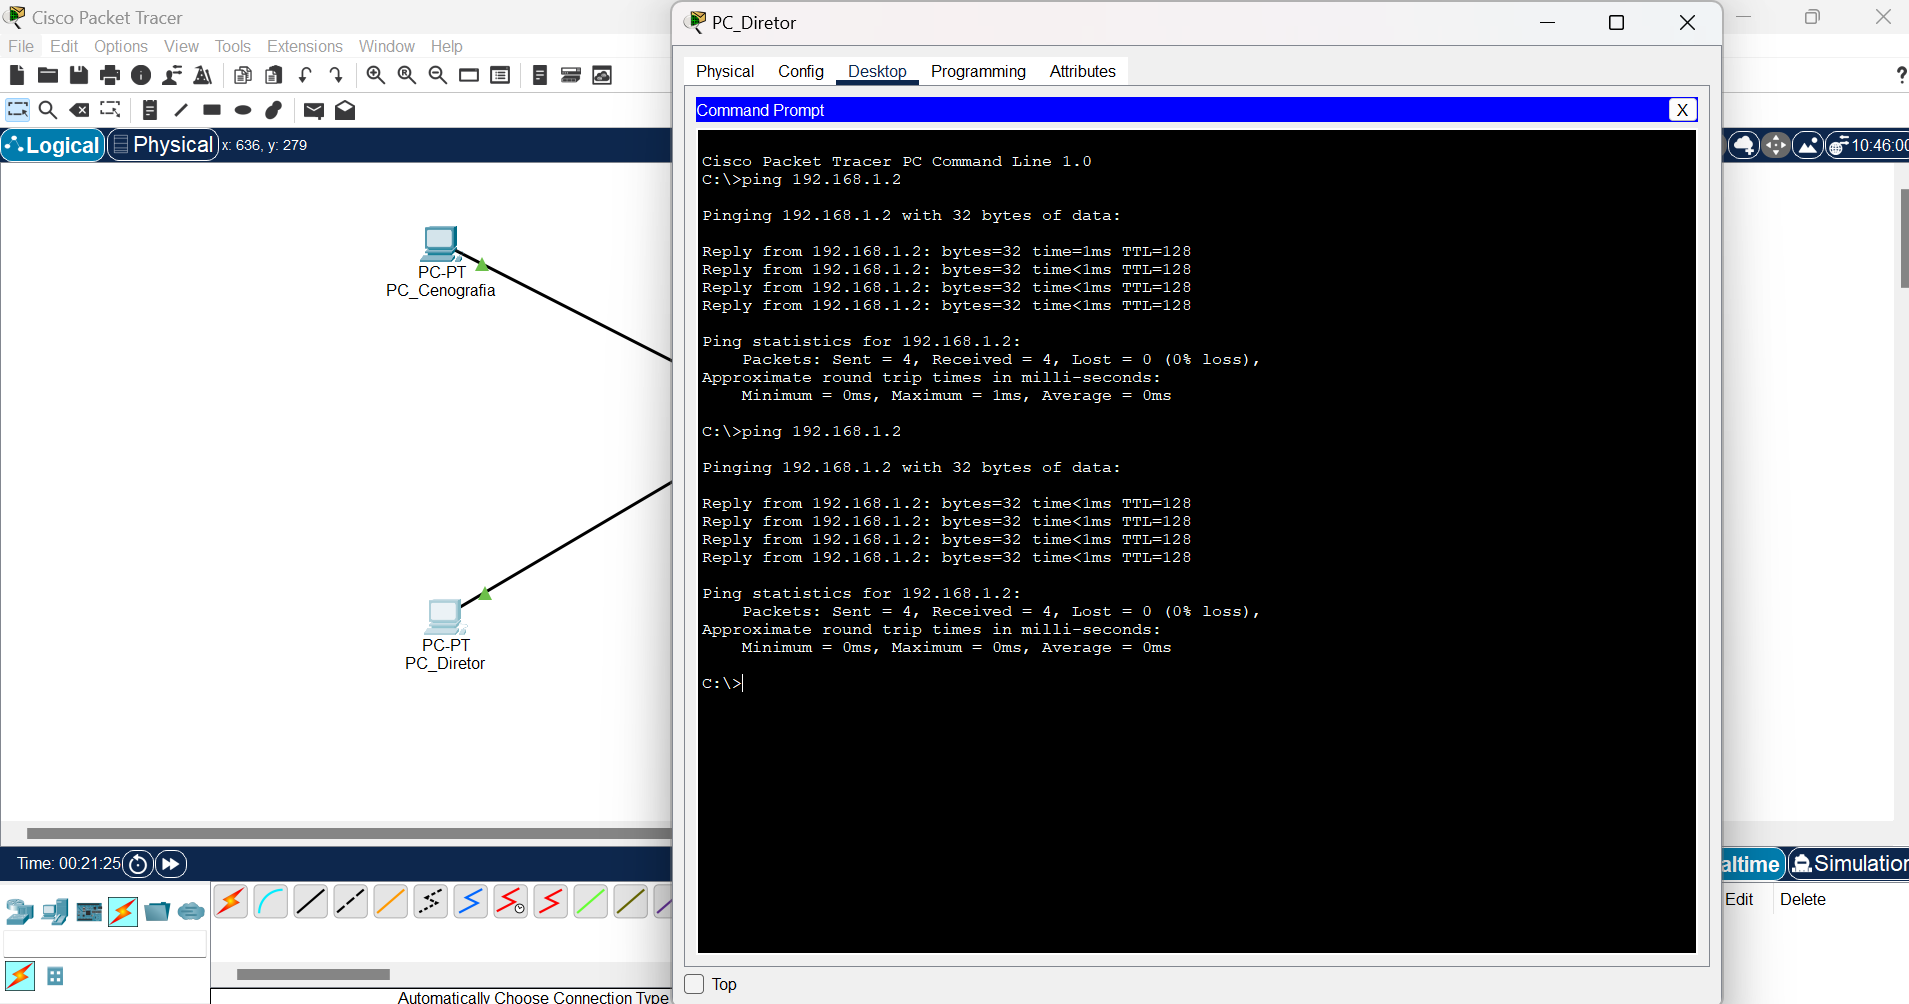 Cisco Packet Tracer
File Edit Options View Tools Extensions Window Help
Logical Physical x: 636, y: 279
PC-PT
PC_Cenografia
PC-PT
PC_Diretor
Time: 00:21:25
Automatically Choose Connection Type
PC_Diretor
Physical Config Desktop Programming Attributes
Command Prompt X
Cisco Packet Tracer PC Command Line 1.0
C:\>ping 192.168.1.2
Pinging 192.168.1.2 with 32 bytes of data:
Reply from 192.168.1.2: bytes=32 time=1ms TTL=128
Reply from 192.168.1.2: bytes=32 time<1ms TTL=128
Reply from 192.168.1.2: bytes=32 time<1ms TTL=128
Reply from 192.168.1.2: bytes=32 time<1ms TTL=128
Ping statistics for 192.168.1.2:
Packets: Sent = 4, Received = 4, Lost = 0 (0% loss),
Approximate round trip times in milli-seconds:
Minimum = 0ms, Maximum = 1ms, Average = 0ms
C:\>ping 192.168.1.2
Pinging 192.168.1.2 with 32 bytes of data:
Reply from 192.168.1.2: bytes=32 time<1ms TTL=128
Reply from 192.168.1.2: bytes=32 time<1ms TTL=128
Reply from 192.168.1.2: bytes=32 time<1ms TTL=128
Reply from 192.168.1.2: bytes=32 time<1ms TTL=128
Ping statistics for 192.168.1.2:
Packets: Sent = 4, Received = 4, Lost = 0 (0% loss),
Approximate round trip times in milli-seconds:
Minimum = 0ms, Maximum = 0ms, Average = 0ms
C:\>
Top
?
10:46:00
altime Simulation
Edit Delete